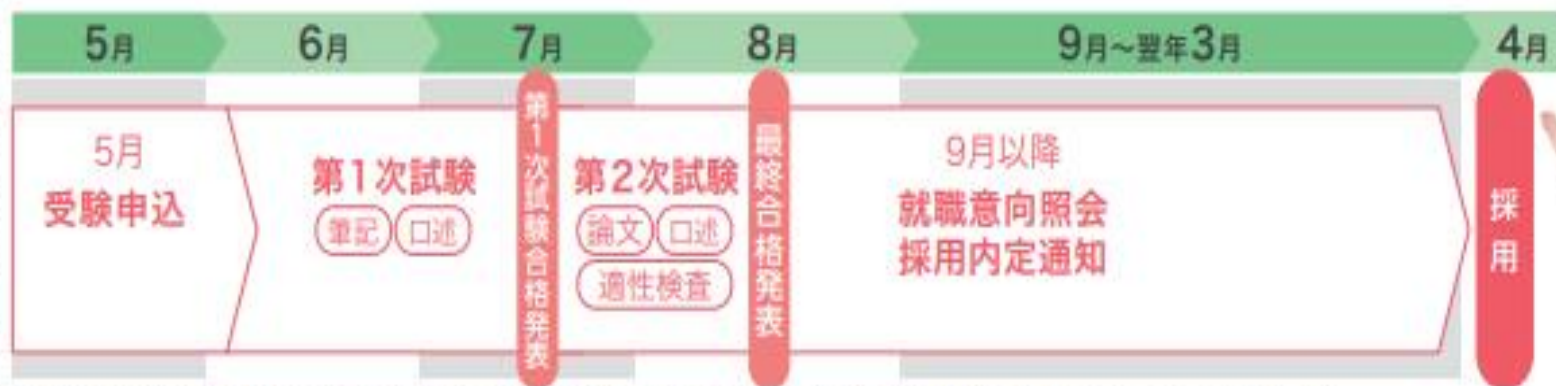 5月
6月
7月
8月
9月～翌年3月
4月
5月
受験申込
第1次試験
筆記
口述
第1次試験合格発表
第2次試験
論文
口述
適性検査
最終合格発表
9月以降
就職意向照会
採用内定通知
採用